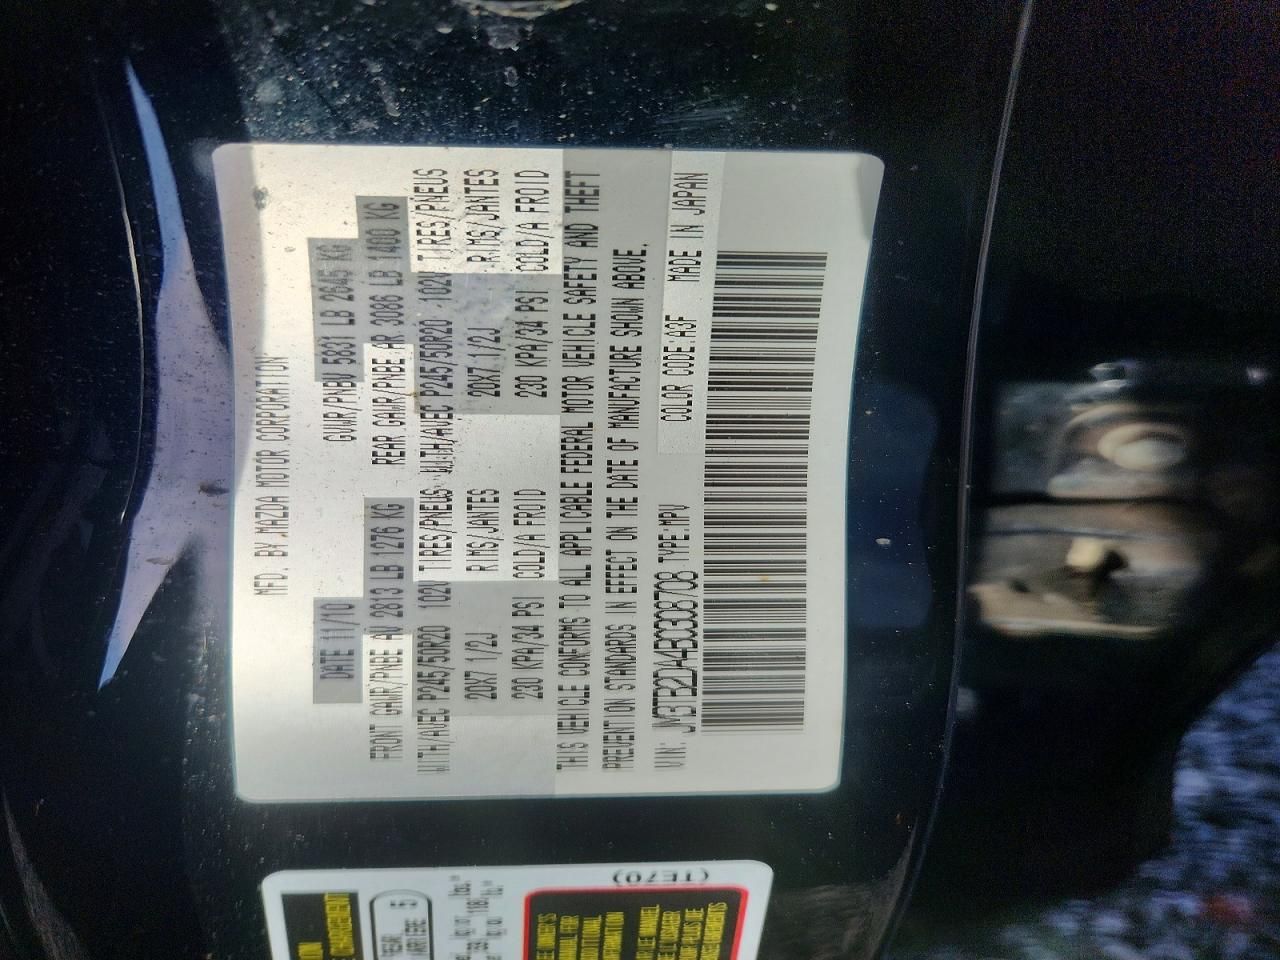 MFD. BY MAZDA MOTOR CORPORATION
DATE 11/10 GVWR/PNBV 5831 LB 2645 KG
FRONT GAWR/PNBE AV 2813 LB 1276 KG REAR GAWR/PNBE AR 3086 LB 1400 KG
WITH/AVEC P245/50R20 102V TIRES/PNEUS WITH/AVEC P245/50R20 102V TIRES/PNEUS
20X7 1/2J RIMS/JANTES 20X7 1/2J RIMS/JANTES
230 KPA/34 PSI COLD/A FROID 230 KPA/34 PSI COLD/A FROID
THIS VEHICLE CONFORMS TO ALL APPLICABLE FEDERAL MOTOR VEHICLE SAFETY AND THEFT
PREVENTION STANDARDS IN EFFECT ON THE DATE OF MANUFACTURE SHOWN ABOVE.
VIN: JM3TB2DA4B0308708 TYPE:MPV COLOR CODE:A3F MADE IN JAPAN
(TE70)
REAR
ARRIERE 5